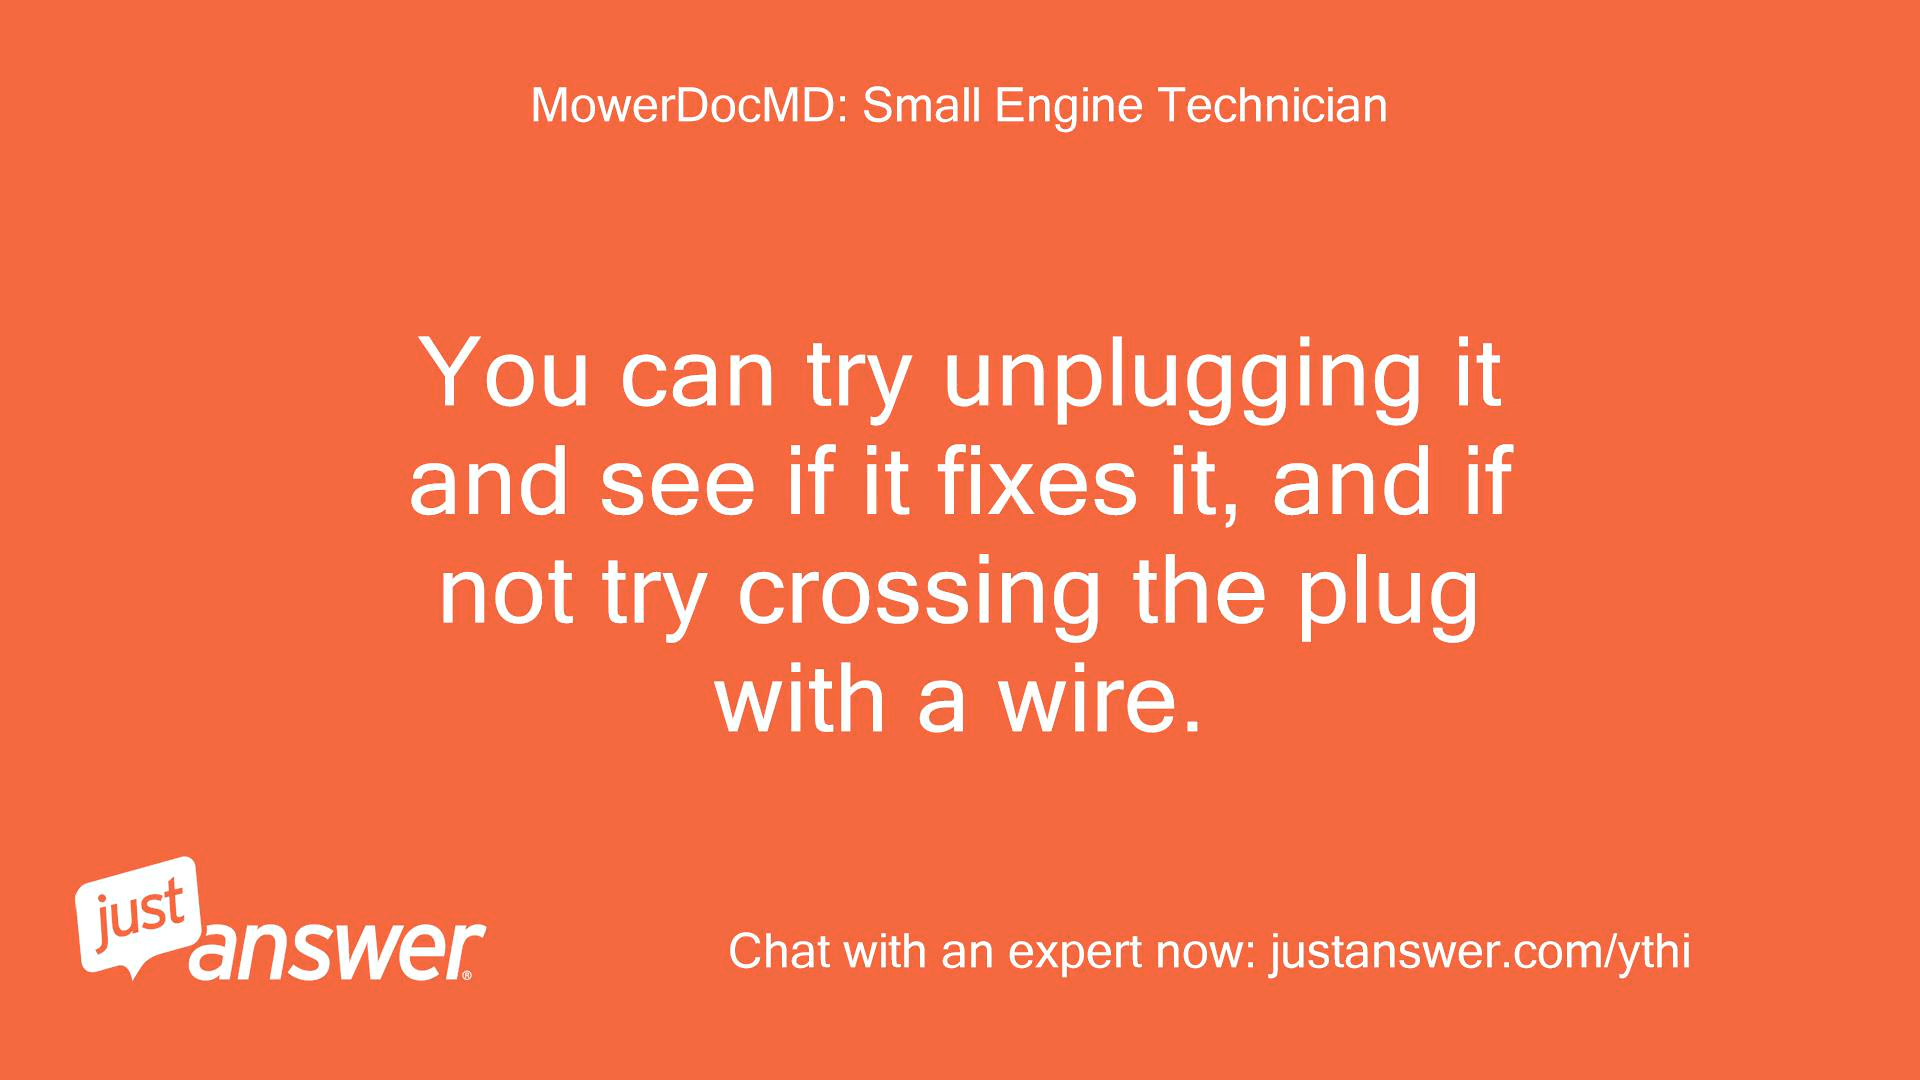 MowerDocMD: Small Engine Technician
You can try unplugging it
and see if it fixes it, and if
not try crossing the plug
with a wire.
just
answer®
Chat with an expert now: justanswer.com/ythi